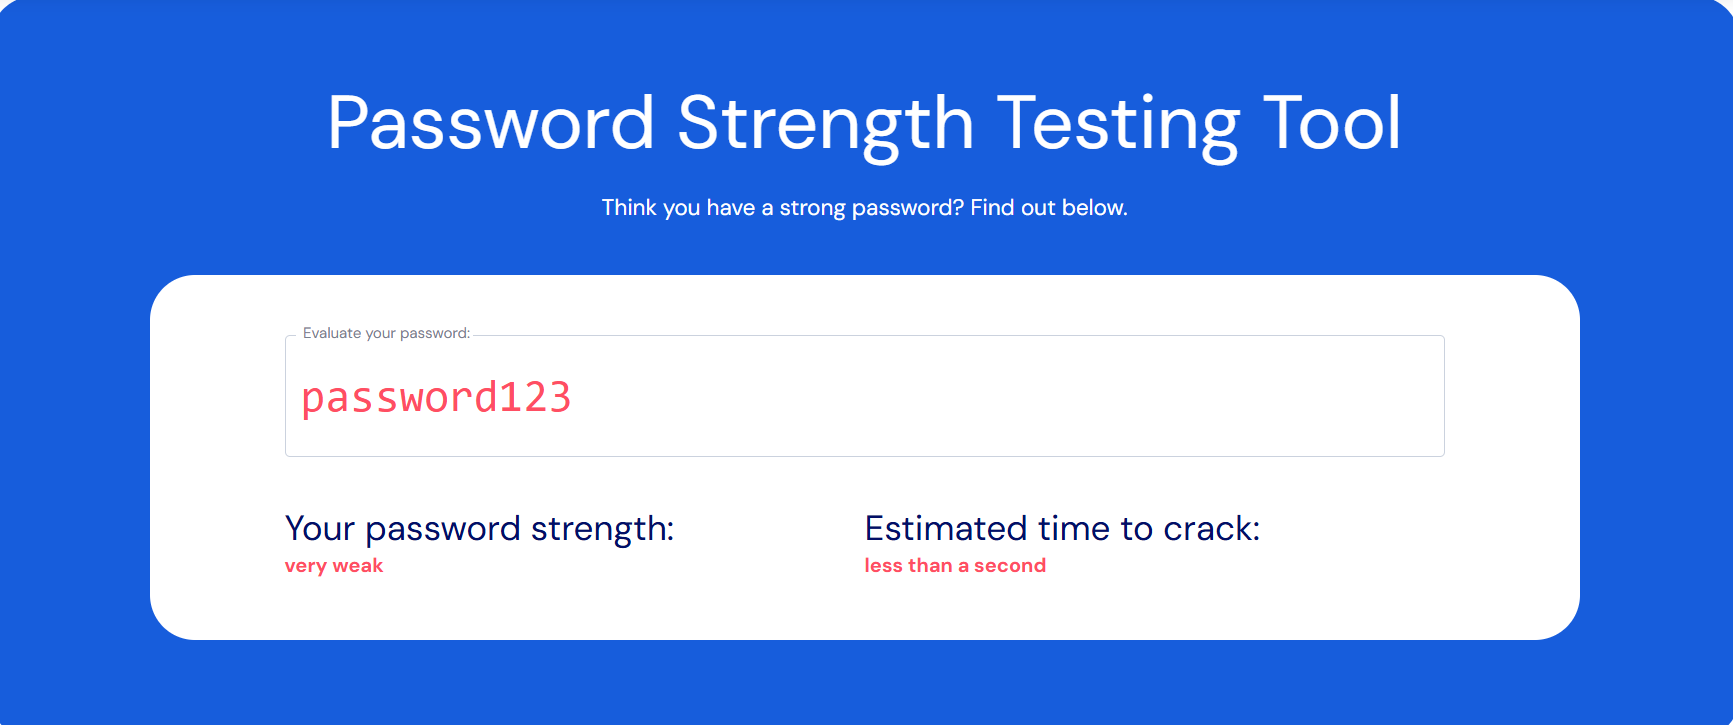 Password Strength Testing Tool
Think you have a strong password? Find out below.
Evaluate your password:
password123
Your password strength:
very weak
Estimated time to crack:
less than a second